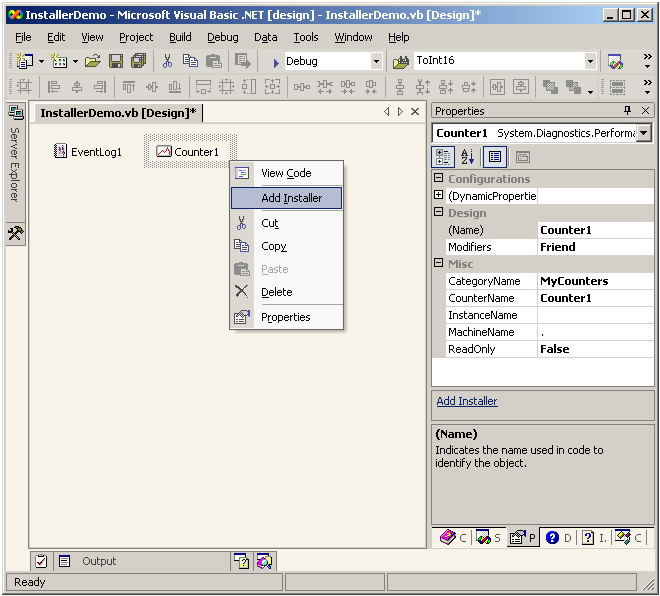 InstallerDemo - Microsoft Visual Basic .NET [design] - InstallerDemo.vb [Design]*
File Edit View Project Build Debug Data Tools Window Help
Debug ToInt16
InstallerDemo.vb [Design]*
Server Explorer
EventLog1
Counter1
View Code
Add Installer
Cut
Copy
Paste
Delete
Properties
Properties
Counter1 System.Diagnostics.Performa
Configurations
(DynamicPropertie
Design
(Name) Counter1
Modifiers Friend
Misc
CategoryName MyCounters
CounterName Counter1
InstanceName
MachineName .
ReadOnly False
Add Installer
(Name)
Indicates the name used in code to
identify the object.
C S P D I. C
Output
Ready